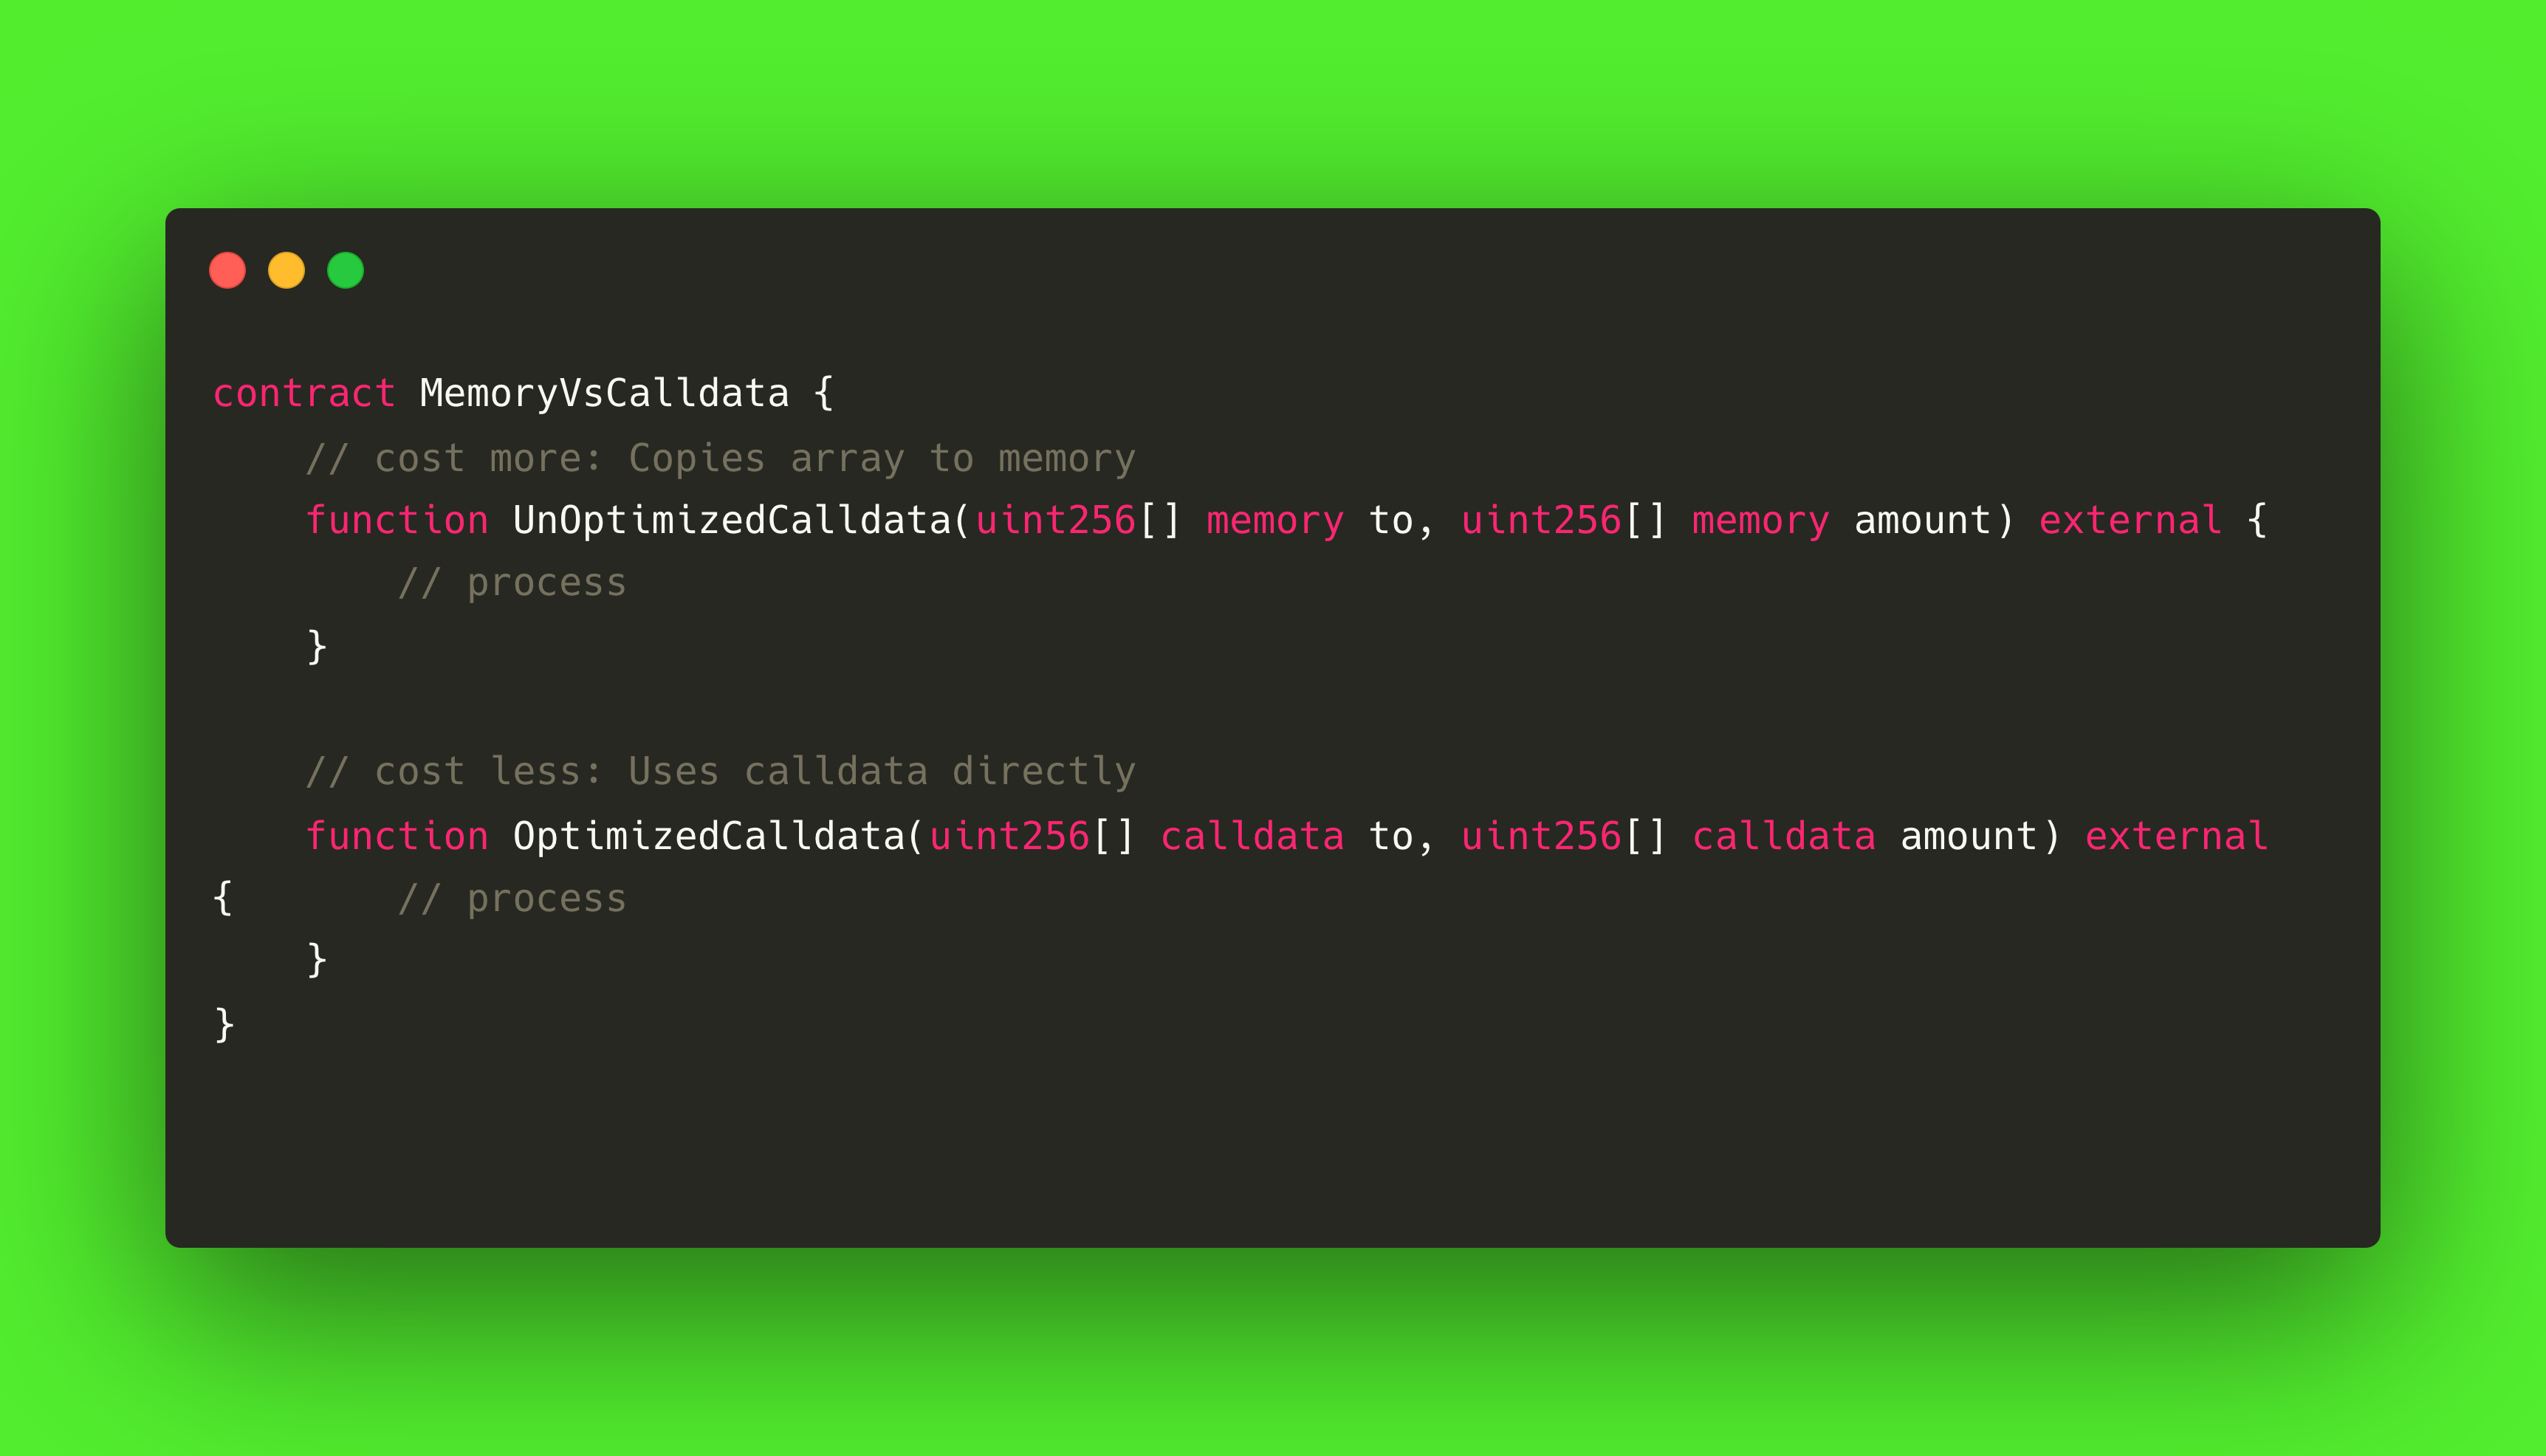 contract MemoryVsCalldata {
    // cost more: Copies array to memory
    function UnOptimizedCalldata(uint256[] memory to, uint256[] memory amount) external {
        // process
    }

    // cost less: Uses calldata directly
    function OptimizedCalldata(uint256[] calldata to, uint256[] calldata amount) external
{       // process
    }
}